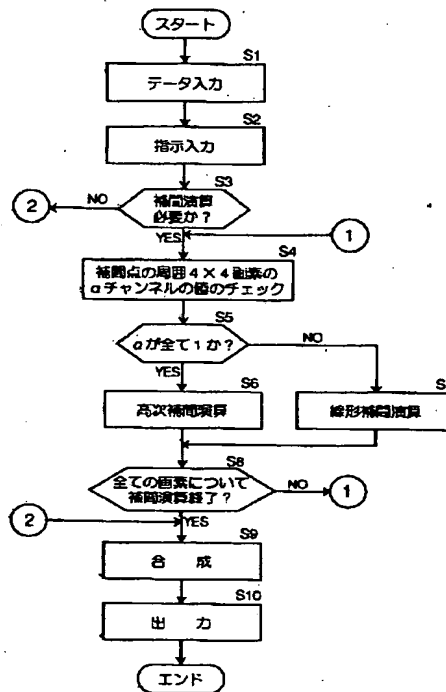 スタート
S1
データ入力
S2
指示入力
S3
補間演算
必要か?
NO
2
YES
1
S4
補間点の周囲4×4画素の
αチャンネルの値のチェック
S5
αが全て1か?
NO
YES
S6
高次補間演算
S
線形補間演算
S8
全ての画素について
補間演算終了?
NO
1
2
YES
S9
合 成
S10
出 力
エンド